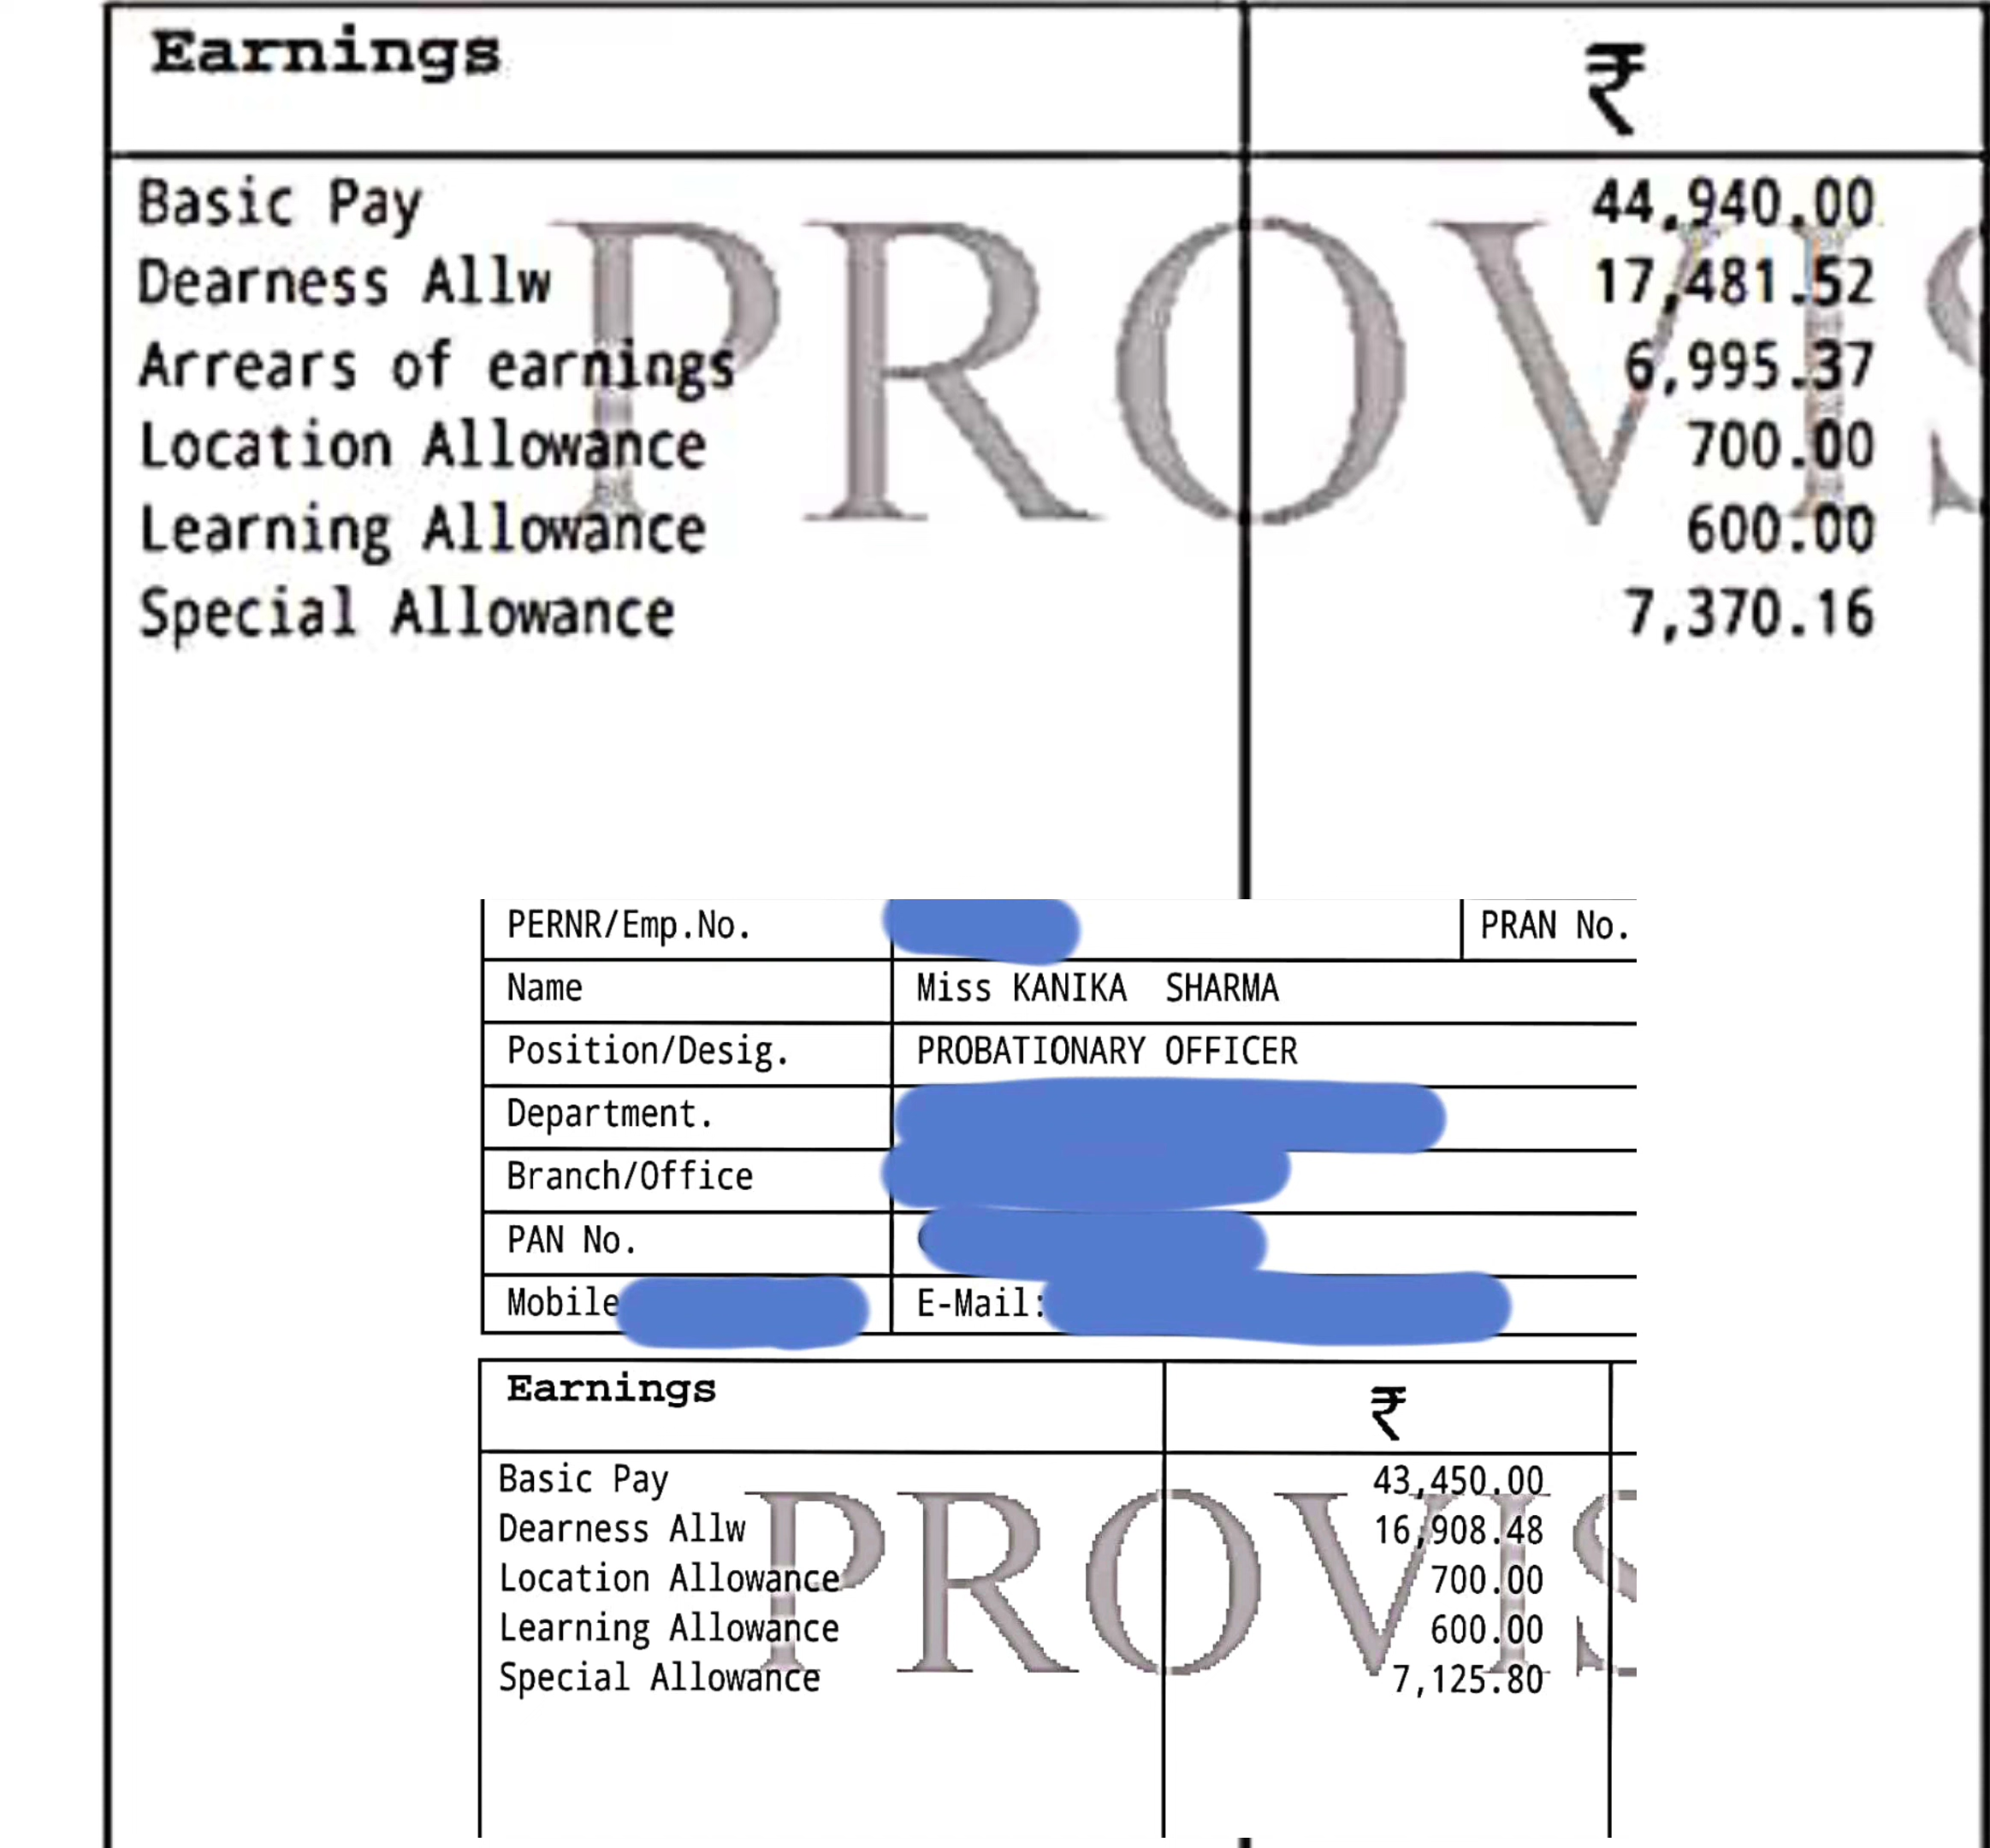 Earnings ₹
Basic Pay 44,940.00
Dearness Allw 17,481.52
Arrears of earnings 6,995.37
Location Allowance 700.00
Learning Allowance 600.00
Special Allowance 7,370.16
PROVIS
PERNR/Emp.No. PRAN No.
Name Miss KANIKA SHARMA
Position/Desig. PROBATIONARY OFFICER
Department.
Branch/Office
PAN No.
Mobile E-Mail:
Earnings ₹
Basic Pay 43,450.00
Dearness Allw 16,908.48
Location Allowance 700.00
Learning Allowance 600.00
Special Allowance 7,125.80
PROVIS